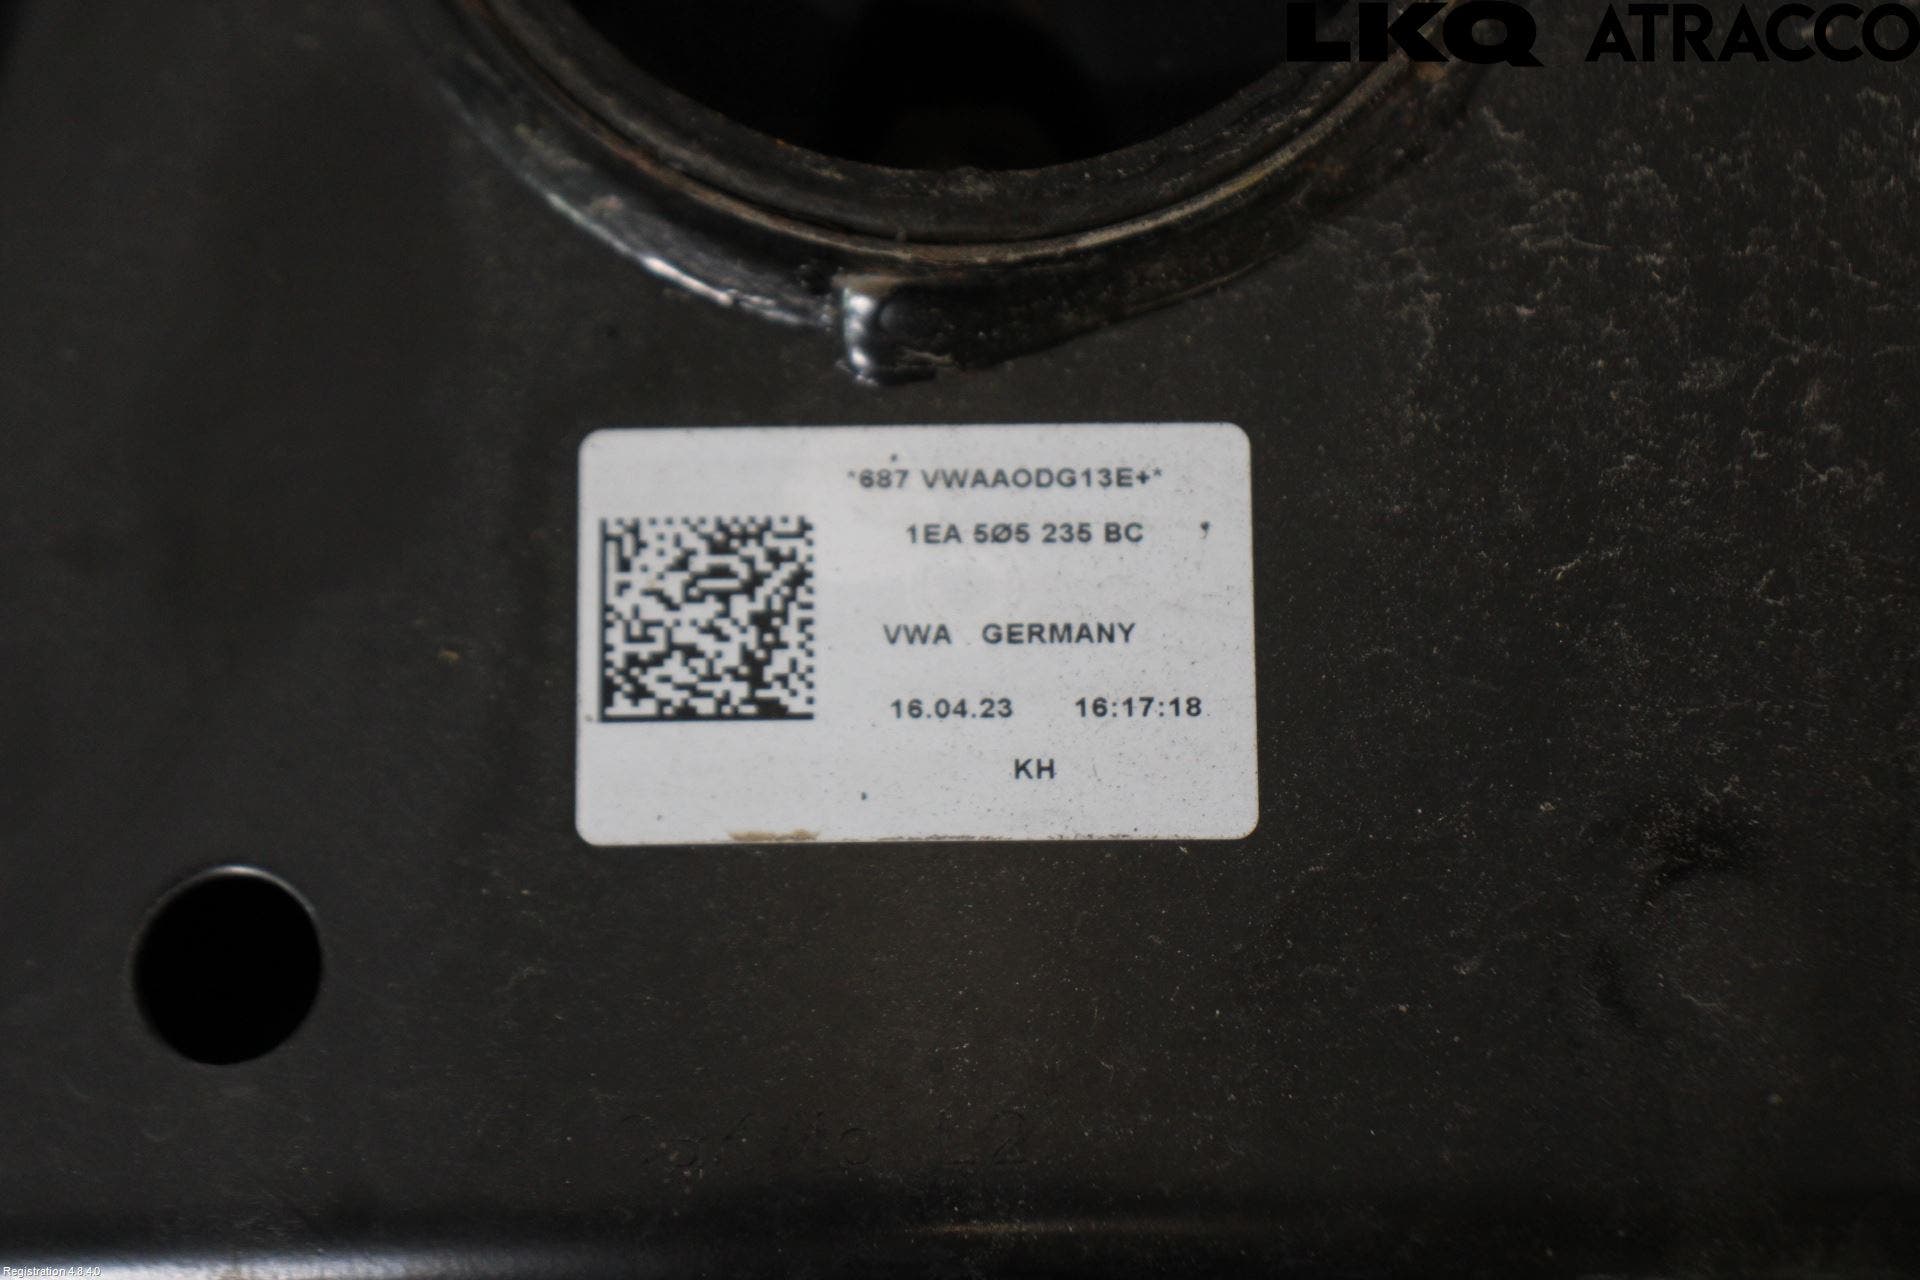 LKQ ATRACCO
*687 VWAAODG13E+*
1EA 5Ø5 235 BC
VWA GERMANY
16.04.23 16:17:18
KH
L2
Registration 4.8.4.0